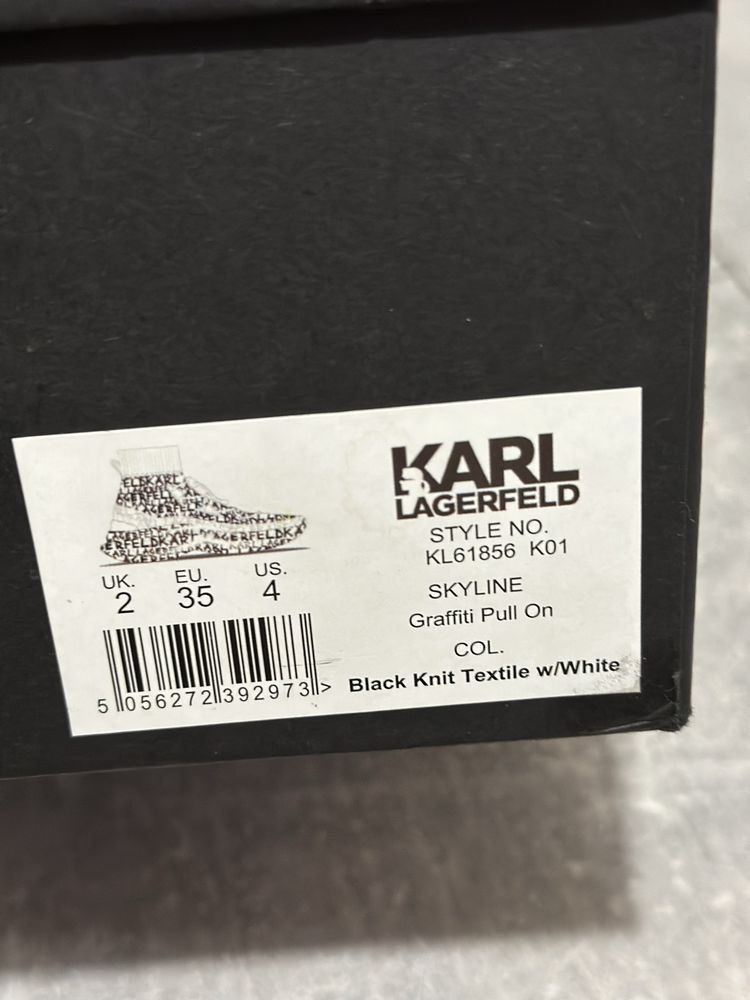 KARL
LAGERFELD
STYLE NO.
KL61856 K01
SKYLINE
Graffiti Pull On
COL.
Black Knit Textile w/White
UK. EU. US.
2 35 4
5 056272 392973 >